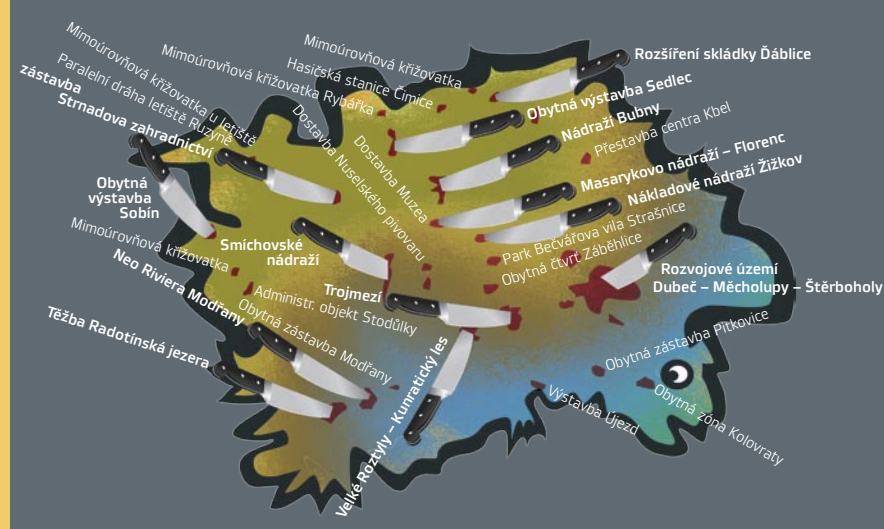 Mimoúrovňová křižovatka u letiště
Paralelní dráha letiště Ruzyně
zástavba
Strnadova zahradnictví
Mimoúrovňová křižovatka Rybářka
Mimoúrovňová křižovatka
Hasičská stanice Čimice
Rozšíření skládky Ďáblice
Obytná výstavba Sedlec
Nádraží Bubny
Přestavba centra Kbel
Dostavba Nuselského pivovaru
Dostavba Muzea
Masarykovo nádraží – Florenc
Nákladové nádraží Žižkov
Park Bečvářova vila Strašnice
Obytná čtvrť Záběhlice
Obytná
výstavba
Sobín
Mimoúrovňová křižovatka
Smíchovské
nádraží
Rozvojové území
Dubeč – Měcholupy – Štěrboholy
Neo Riviera Modřany
Administr. objekt Stodůlky
Trojmezí
Obytná zástavba Modřany
Těžba Radotínská jezera
Velké Roztyly – Kunratický les
Obytná zástavba Pitkovice
Výstavba Újezd
Obytná zóna Kolovraty